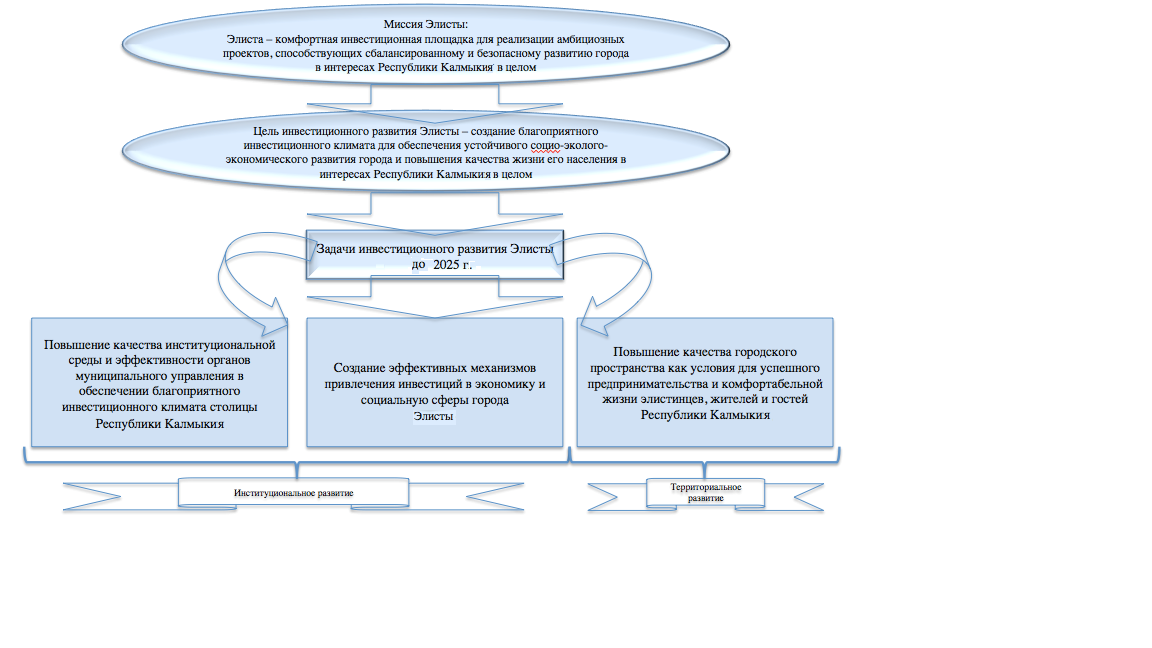 Миссия Элисты:
Элиста – комфортная инвестиционная площадка для реализации амбициозных
проектов, способствующих сбалансированному и безопасному развитию города
в интересах Республики Калмыкия в целом
Цель инвестиционного развития Элисты – создание благоприятного
инвестиционного климата для обеспечения устойчивого социо-эколого-
экономического развития города и повышения качества жизни его населения в
интересах Республики Калмыкия в целом
Задачи инвестиционного развития Элисты
до 2025 г.
Повышение качества институциональной
среды и эффективности органов
муниципального управления в
обеспечении благоприятного
инвестиционного климата столицы
Республики Калмыкия
Создание эффективных механизмов
привлечения инвестиций в экономику и
социальную сферы города
Элисты
Повышение качества городского
пространства как условия для успешного
предпринимательства и комфортабельной
жизни элистинцев, жителей и гостей
Республики Калмыкия
Институциональное развитие
Территориальное
развитие